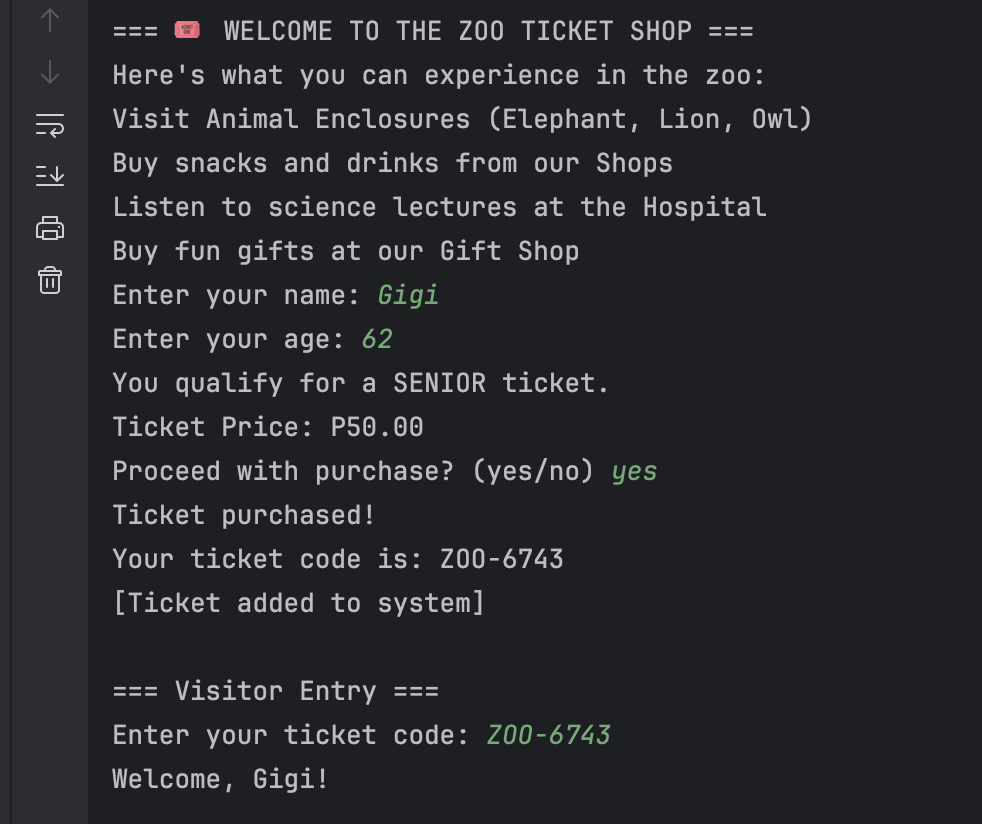 === 🎟 WELCOME TO THE ZOO TICKET SHOP ===
Here's what you can experience in the zoo:
Visit Animal Enclosures (Elephant, Lion, Owl)
Buy snacks and drinks from our Shops
Listen to science lectures at the Hospital
Buy fun gifts at our Gift Shop
Enter your name: Gigi
Enter your age: 62
You qualify for a SENIOR ticket.
Ticket Price: P50.00
Proceed with purchase? (yes/no) yes
Ticket purchased!
Your ticket code is: ZOO-6743
[Ticket added to system]

=== Visitor Entry ===
Enter your ticket code: ZOO-6743
Welcome, Gigi!